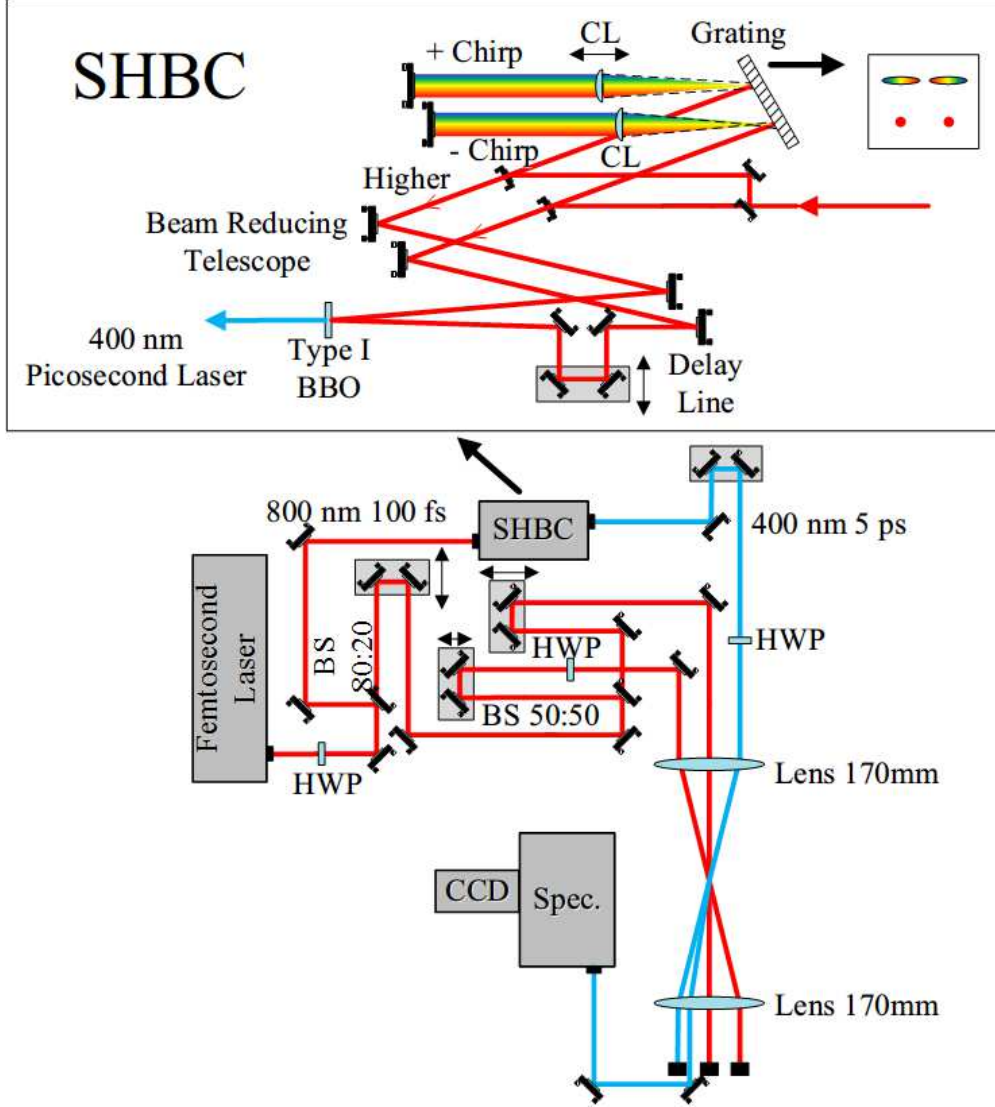 SHBC
+ Chirp
CL
Grating
- Chirp
CL
Higher
Beam Reducing
Telescope
400 nm
Picosecond Laser
Type I
BBO
Delay
Line
800 nm 100 fs
SHBC
400 nm 5 ps
Femtosecond
Laser
BS
80:20
HWP
HWP
BS 50:50
HWP
Lens 170mm
CCD
Spec.
Lens 170mm